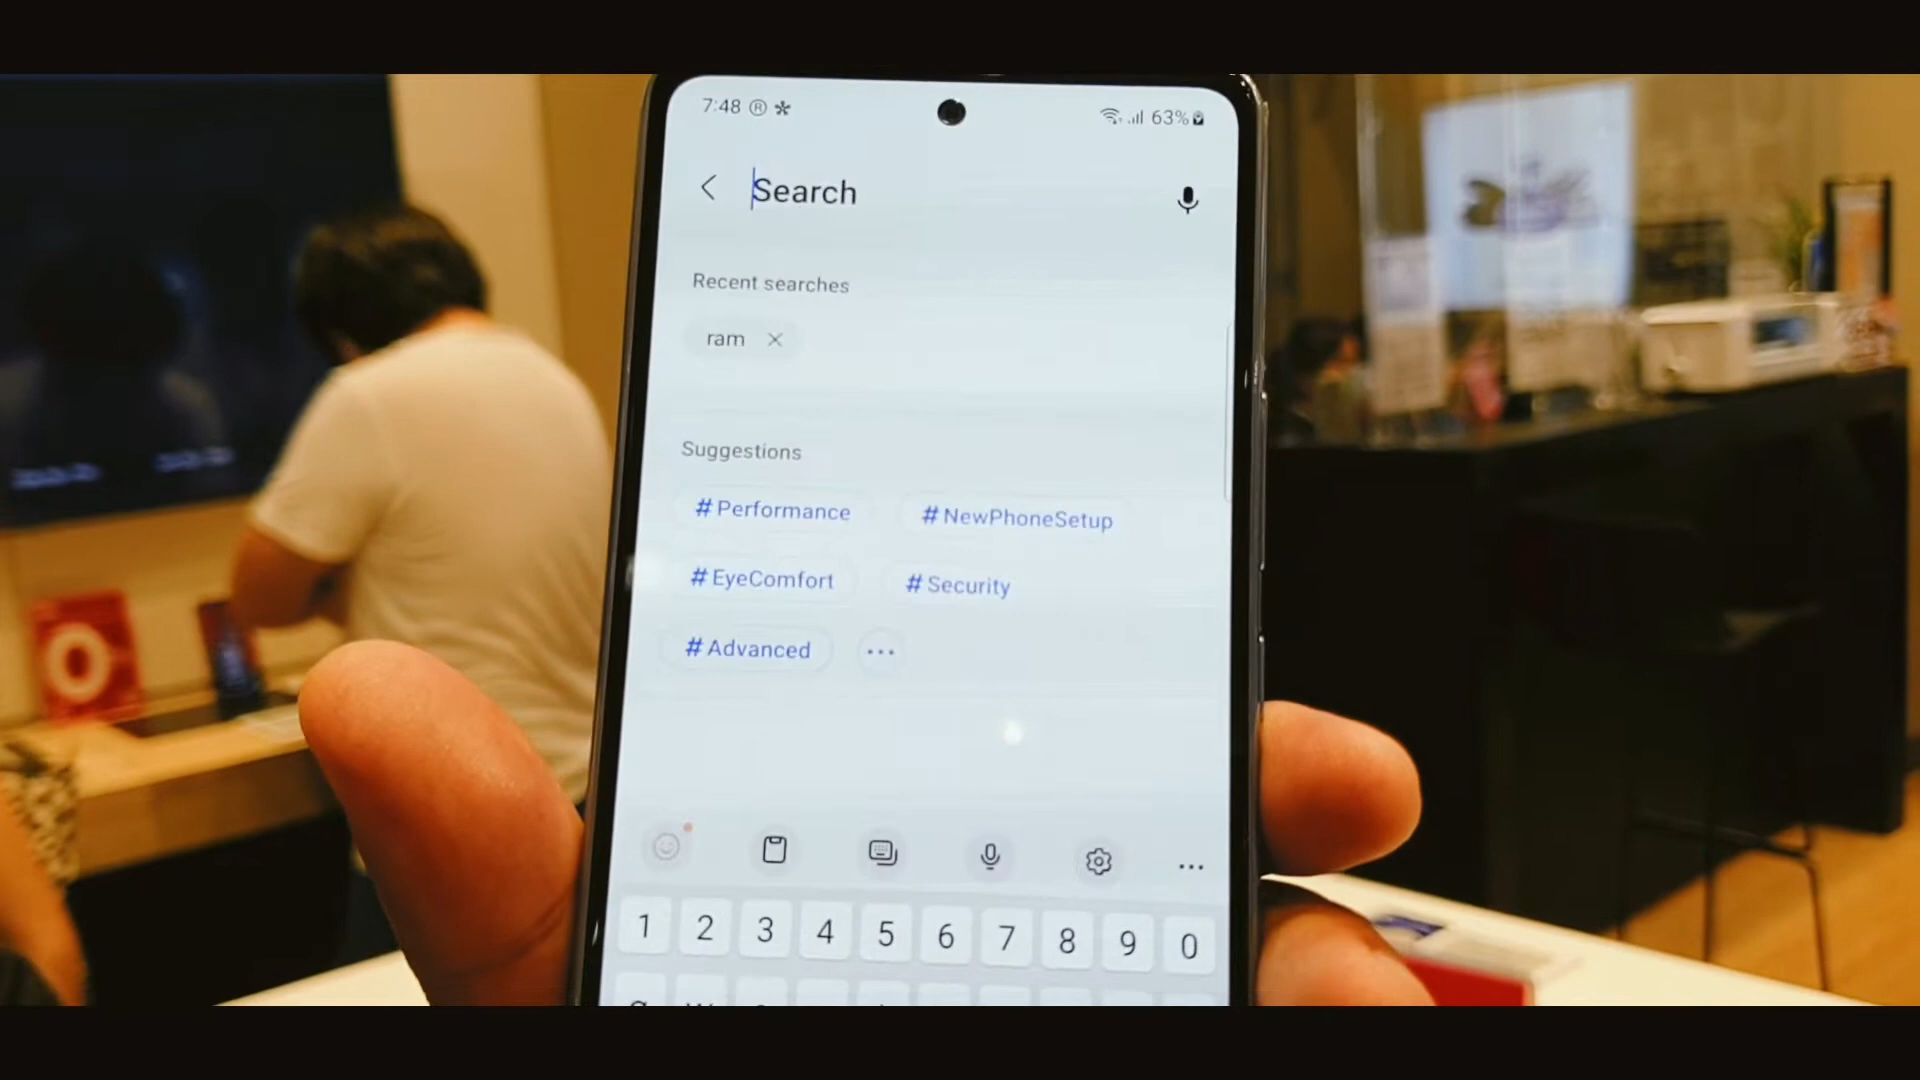 7:48 ® * 63%
Search
Recent searches
ram ×
Suggestions
#Performance #NewPhoneSetup
#EyeComfort #Security
#Advanced ...
1 2 3 4 5 6 7 8 9 0